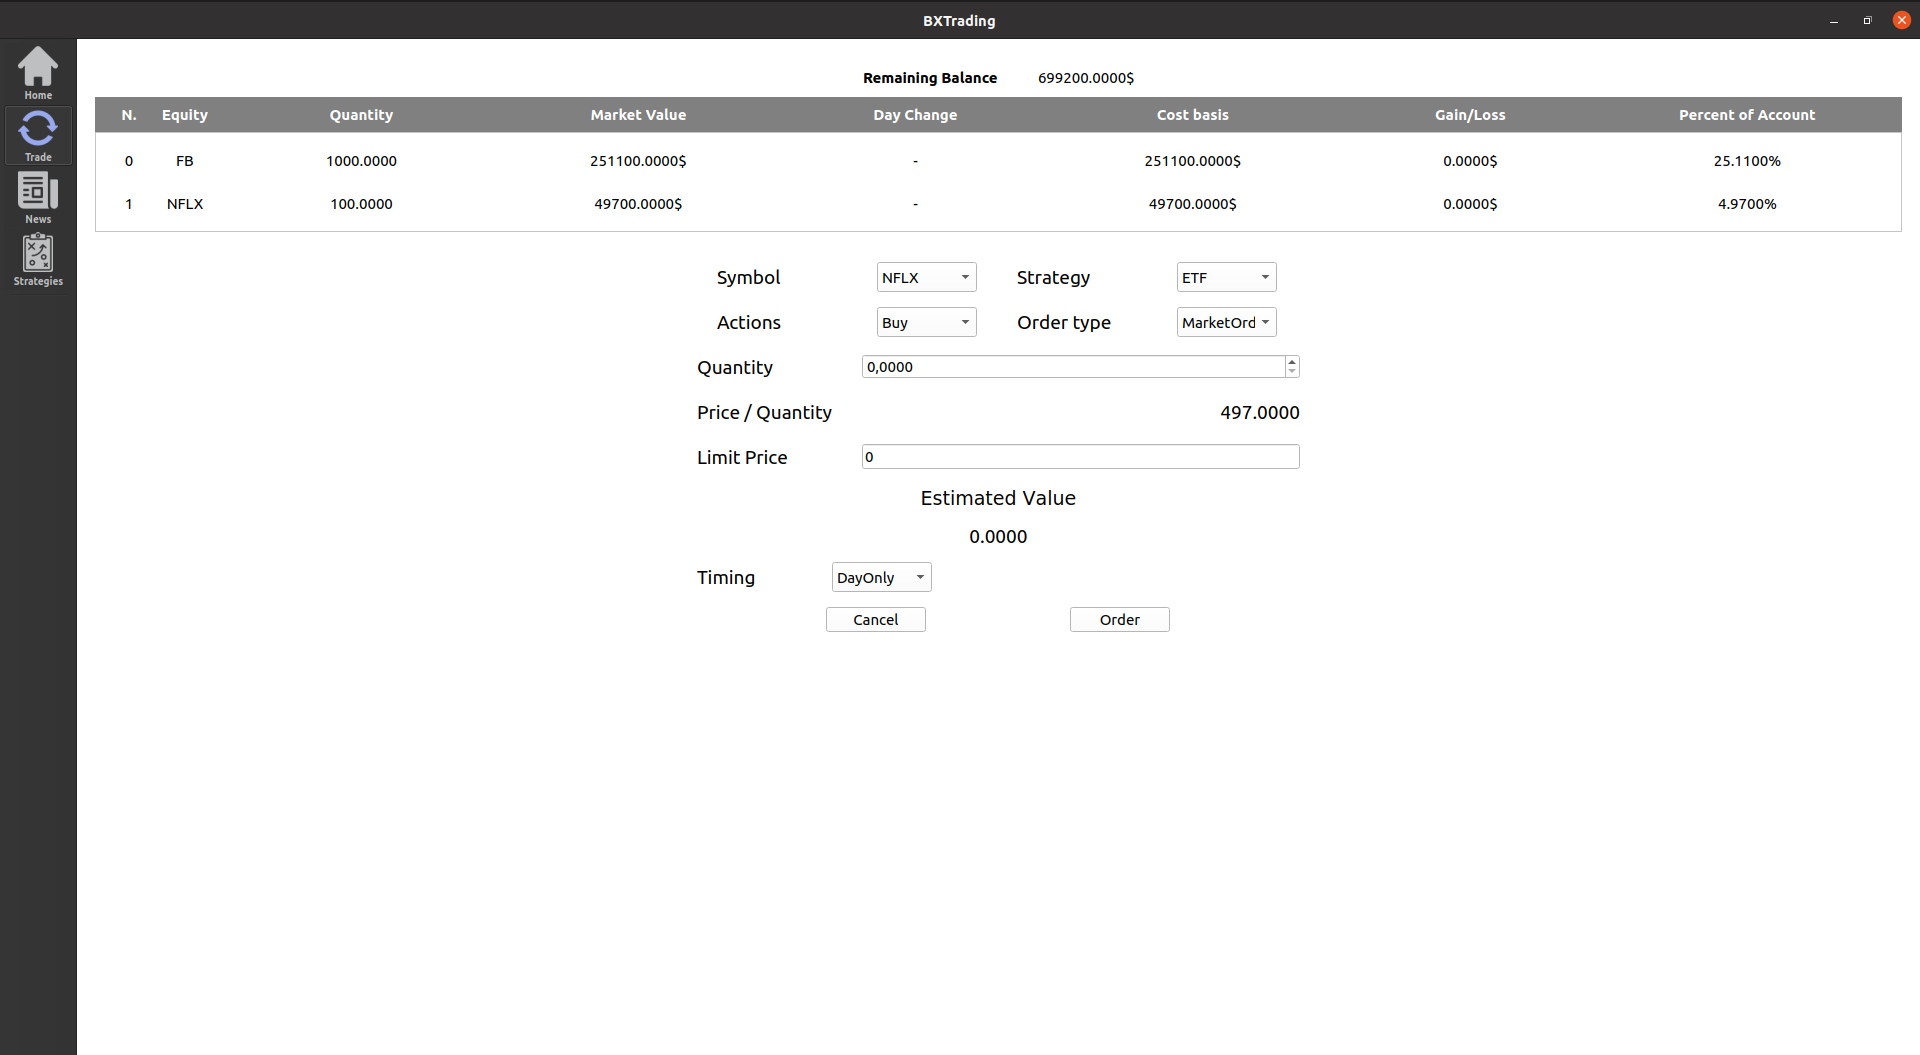 BXTrading
Home
Trade
News
Strategies
Remaining Balance 699200.0000$
N. Equity Quantity Market Value Day Change Cost basis Gain/Loss Percent of Account
0 FB 1000.0000 251100.0000$ - 251100.0000$ 0.0000$ 25.1100%
1 NFLX 100.0000 49700.0000$ - 49700.0000$ 0.0000$ 4.9700%
Symbol NFLX Strategy ETF
Actions Buy Order type MarketOrd
Quantity 0,0000
Price / Quantity 497.0000
Limit Price 0
Estimated Value
0.0000
Timing DayOnly
Cancel Order